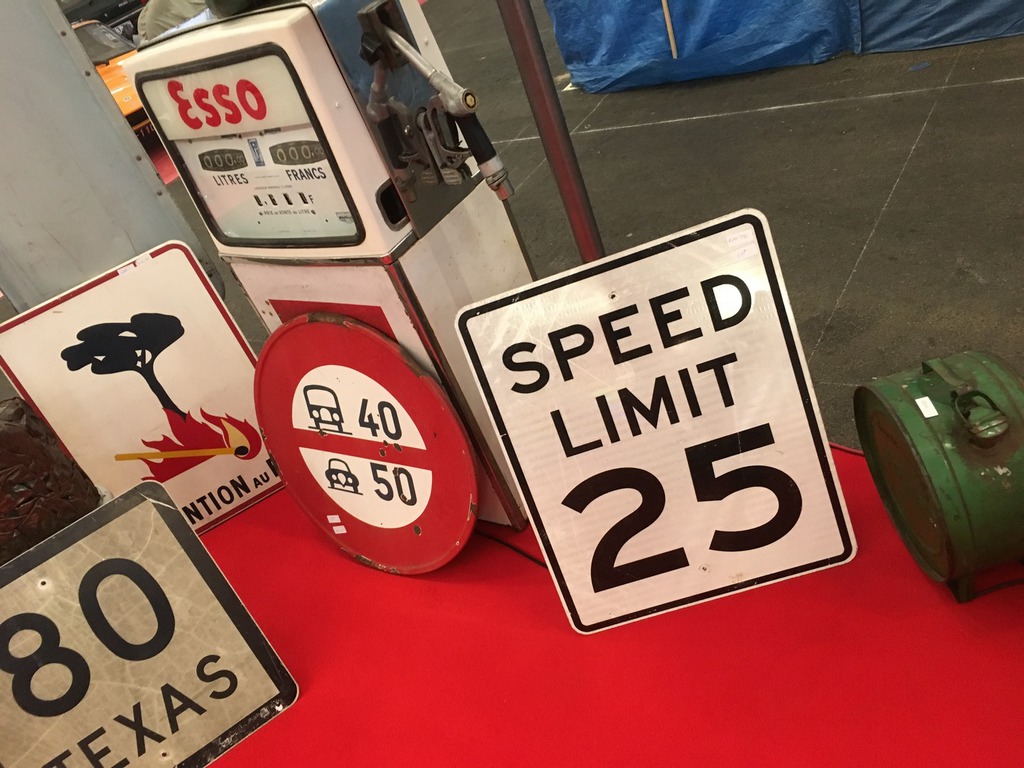 Esso
LITRES
FRANCS
40
50
NTION AU
80
TEXAS
SPEED
LIMIT
25